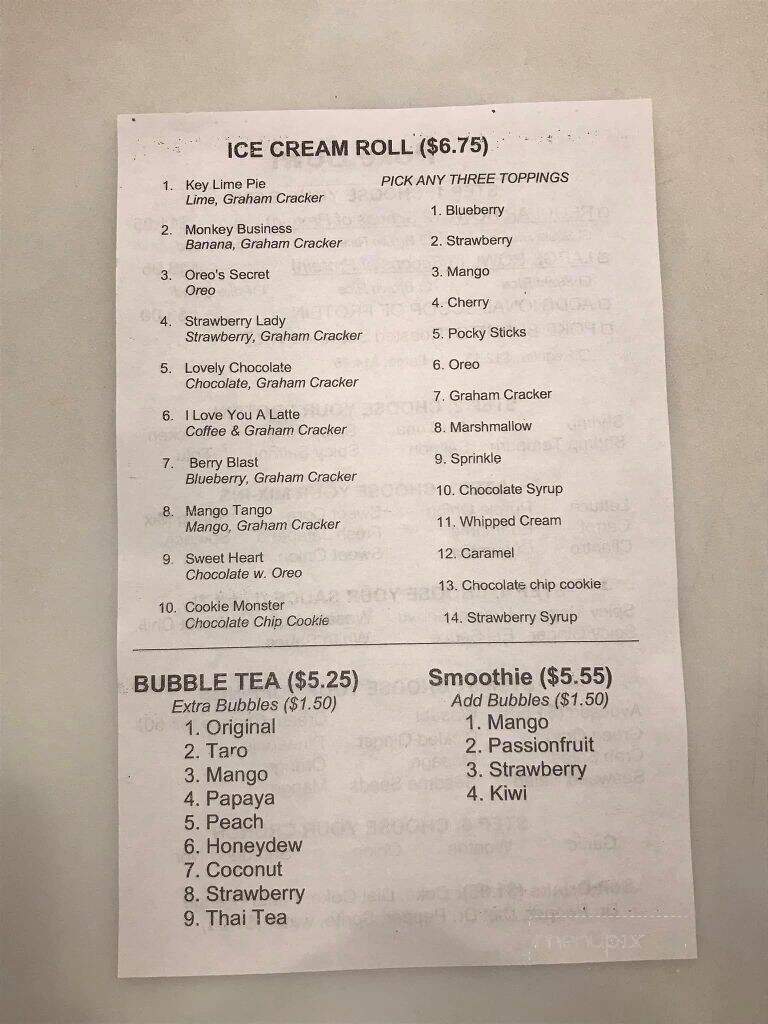 ICE CREAM ROLL ($6.75)
1. Key Lime Pie
Lime, Graham Cracker
2. Monkey Business
Banana, Graham Cracker
3. Oreo's Secret
Oreo
4. Strawberry Lady
Strawberry, Graham Cracker
5. Lovely Chocolate
Chocolate, Graham Cracker
6. I Love You A Latte
Coffee & Graham Cracker
7. Berry Blast
Blueberry, Graham Cracker
8. Mango Tango
Mango, Graham Cracker
9. Sweet Heart
Chocolate w. Oreo
10. Cookie Monster
Chocolate Chip Cookie
PICK ANY THREE TOPPINGS
1. Blueberry
2. Strawberry
3. Mango
4. Cherry
5. Pocky Sticks
6. Oreo
7. Graham Cracker
8. Marshmallow
9. Sprinkle
10. Chocolate Syrup
11. Whipped Cream
12. Caramel
13. Chocolate chip cookie
14. Strawberry Syrup
BUBBLE TEA ($5.25)
Extra Bubbles ($1.50)
1. Original
2. Taro
3. Mango
4. Papaya
5. Peach
6. Honeydew
7. Coconut
8. Strawberry
9. Thai Tea
Smoothie ($5.55)
Add Bubbles ($1.50)
1. Mango
2. Passionfruit
3. Strawberry
4. Kiwi
menupix